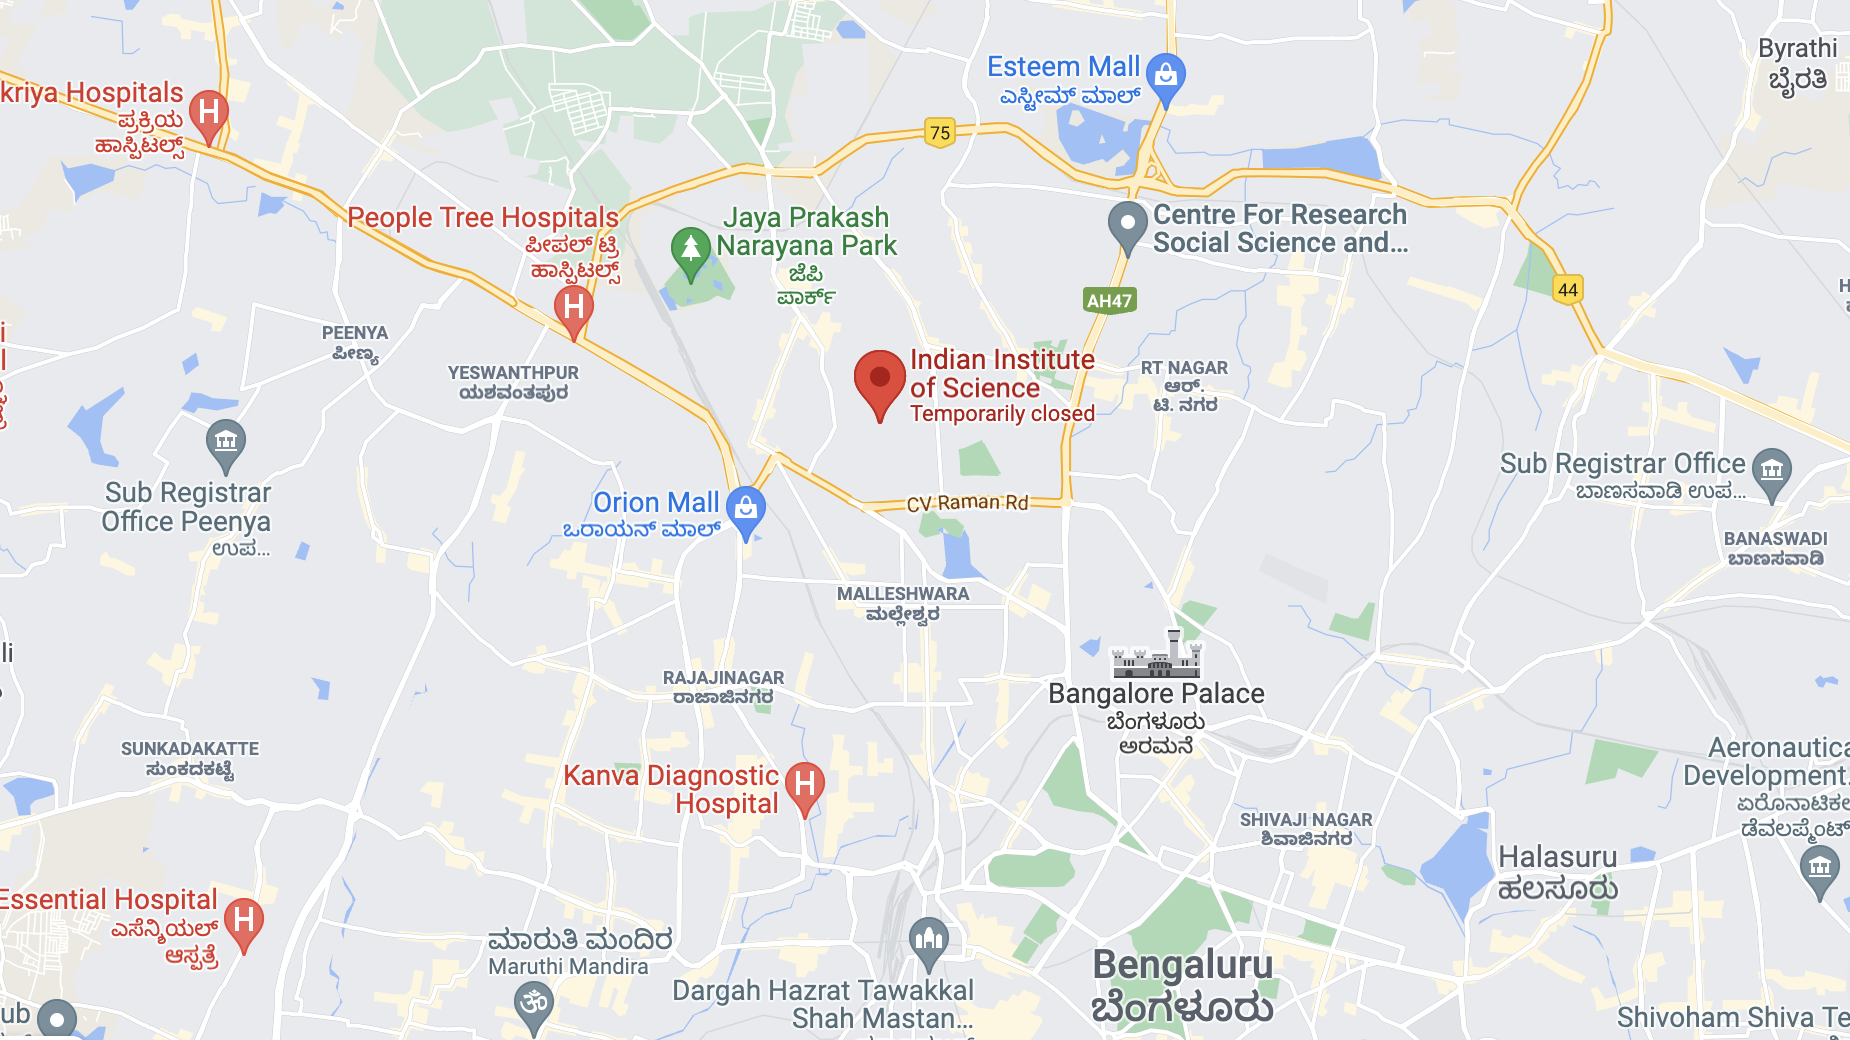 Byrathi
ಬೈರತಿ
Esteem Mall
ಎಸ್ಟೀಮ್ ಮಾಲ್
kriya Hospitals
ಪ್ರಕ್ರಿಯ
ಹಾಸ್ಪಿಟಲ್ಸ್
75
People Tree Hospitals
ಪೀಪಲ್ ಟ್ರಿ
ಹಾಸ್ಪಿಟಲ್ಸ್
Jaya Prakash
Narayana Park
ಜೆಪಿ
ಪಾರ್ಕ್
Centre For Research
Social Science and...
AH47
44
PEENYA
ಪೀಣ್ಯ
YESWANTHPUR
ಯಶವಂತಪುರ
Indian Institute
of Science
Temporarily closed
RT NAGAR
ಆರ್.
ಟಿ. ನಗರ
Sub Registrar
Office Peenya
ಉಪ...
Orion Mall
ಒರಾಯನ್ ಮಾಲ್
CV Raman Rd
Sub Registrar Office
ಬಾಣಸವಾಡಿ ಉಪ...
BANASWADI
ಬಾಣಸವಾಡಿ
MALLESHWARA
ಮಲ್ಲೇಶ್ವರ
li
RAJAJINAGAR
ರಾಜಾಜಿನಗರ
Bangalore Palace
ಬೆಂಗಳೂರು
ಅರಮನೆ
SUNKADAKATTE
ಸುಂಕದಕಟ್ಟೆ
Kanva Diagnostic
Hospital
Aeronautica
Development.
ಏರೊನಾಟಿಕಲ
ಡೆವಲಪ್ಮೆಂಟ್
SHIVAJI NAGAR
ಶಿವಾಜಿನಗರ
Halasuru
ಹಲಸೂರು
Essential Hospital
ಎಸೆನ್ಶಿಯಲ್
ಆಸ್ಪತ್ರೆ
ಮಾರುತಿ ಮಂದಿರ
Maruthi Mandira
Dargah Hazrat Tawakkal
Shah Mastan...
Bengaluru
ಬೆಂಗಳೂರು
ub
Shivoham Shiva Te